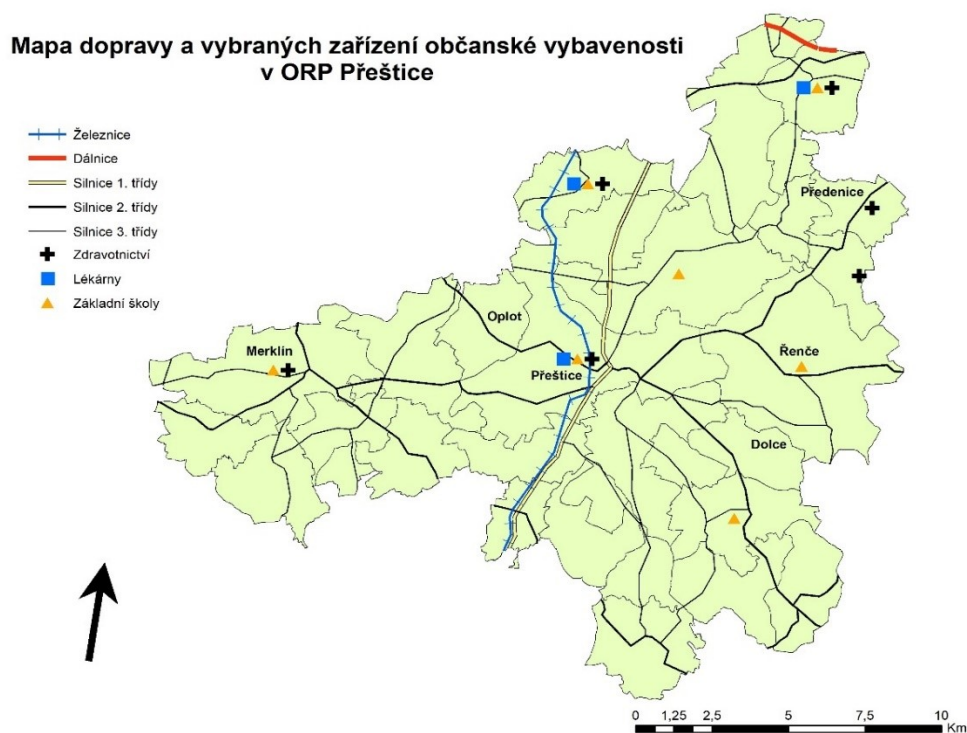 Mapa dopravy a vybraných zařízení občanské vybavenosti
v ORP Přeštice
Železnice
Dálnice
Silnice 1. třídy
Silnice 2. třídy
Silnice 3. třídy
Zdravotnictví
Lékárny
Základní školy
Předenice
Oplot
Merklín
Řenče
Přeštice
Dolce
0 1,25 2,5 5 7,5 10
Km